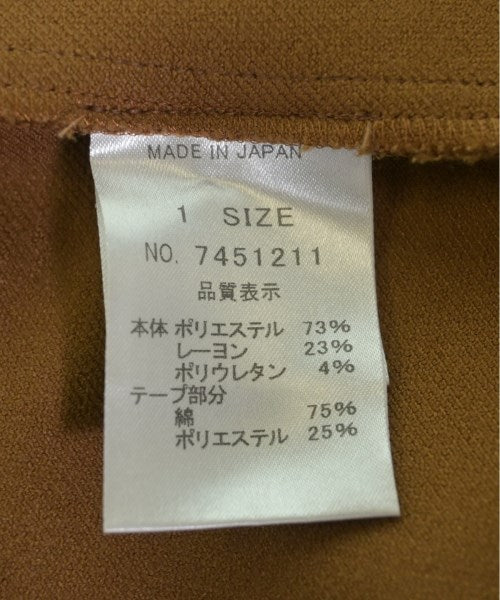 MADE IN JAPAN
1 SIZE
NO. 7451211
品質表示
本体 ポリエステル 73%
レーヨン 23%
ポリウレタン 4%
テープ部分
綿 75%
ポリエステル 25%